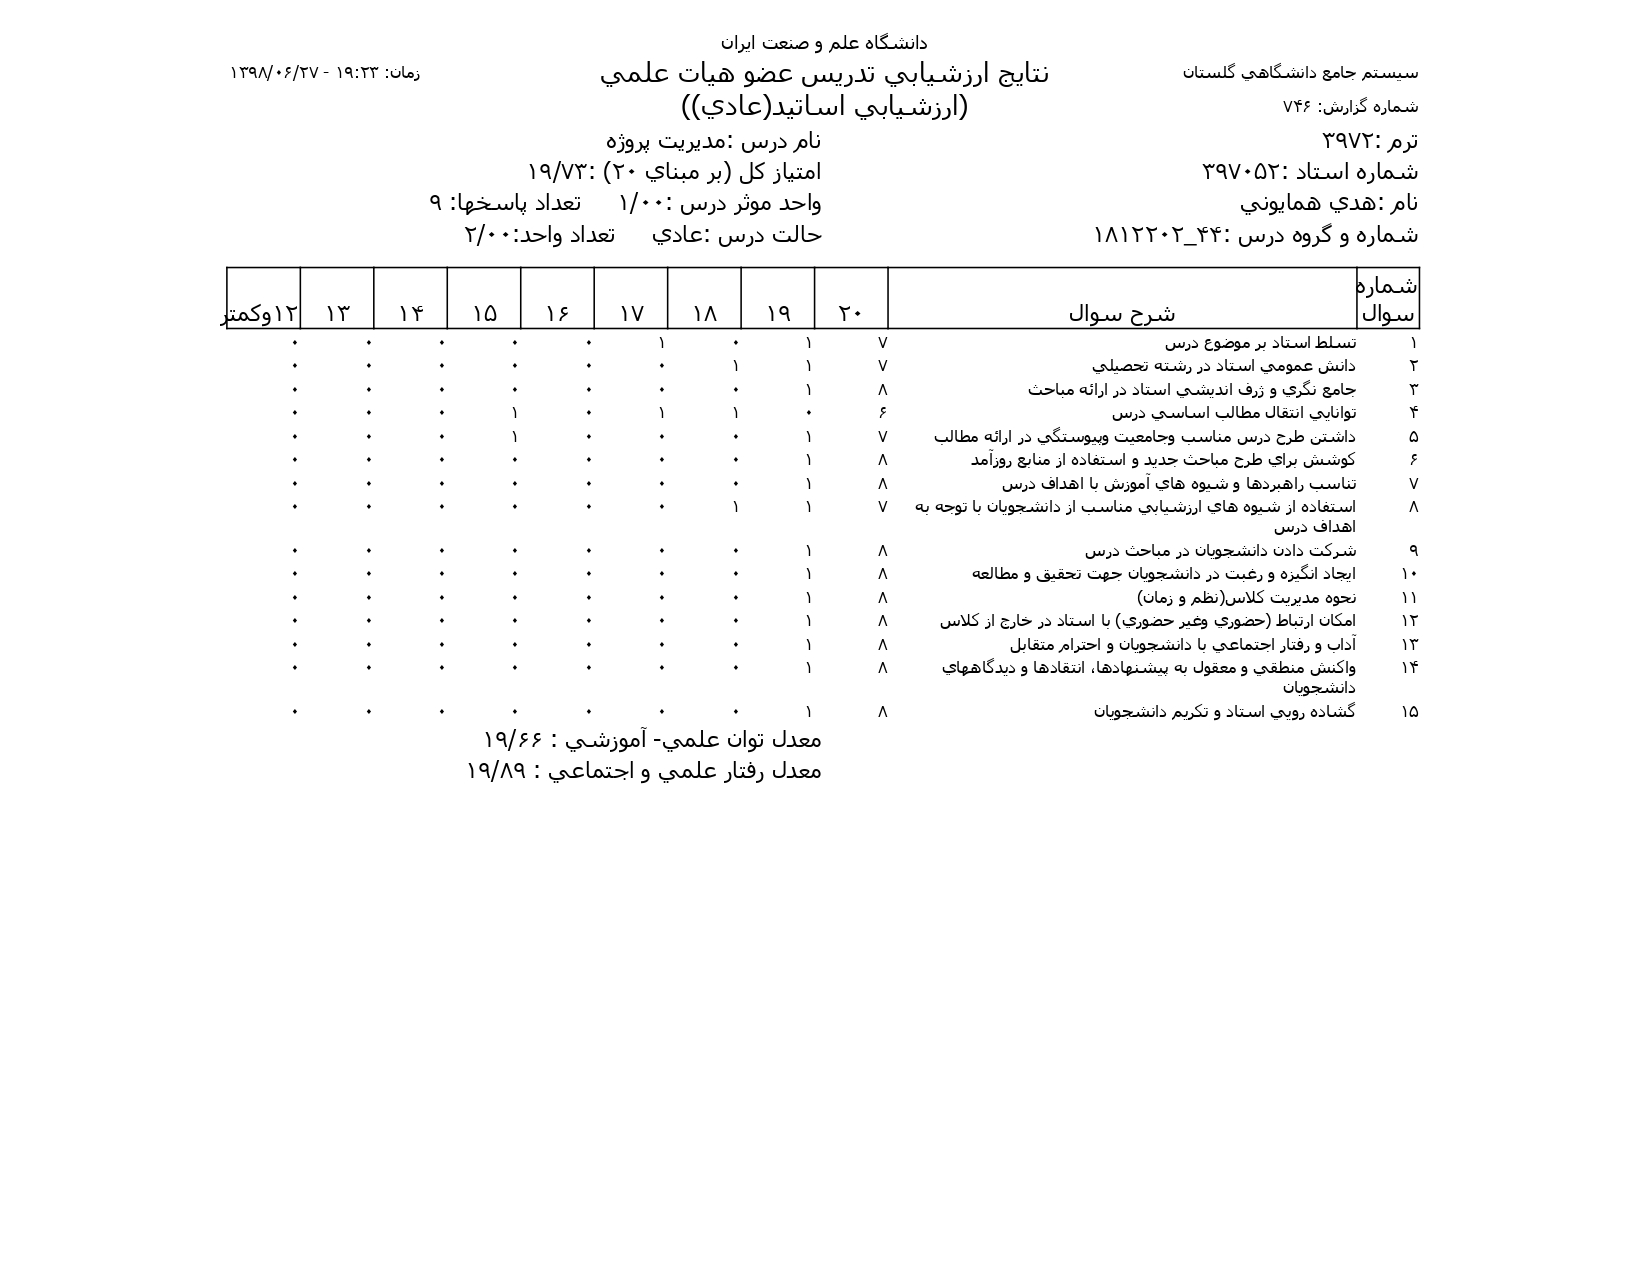 دانشگاه علم و صنعت ایران
سيستم جامع دانشگاهي گلستان
نتايج ارزشيابي تدريس عضو هيات علمي
زمان: ۱۹:۲۳ - ۱۳۹۸/۰۶/۲۷
شماره گزارش: ۷۴۶
(ارزشيابي اساتيد(عادي))
ترم :۳۹۷۲
نام درس :مديريت پروژه
شماره استاد :۳۹۷۰۵۲
امتياز كل (بر مبناي ۲۰) :۱۹/۷۳
نام :هدي همايوني
واحد موثر درس :۱/۰۰ تعداد پاسخها: ۹
شماره و گروه درس :۴۴_۱۸۱۲۲۰۲
حالت درس :عادي تعداد واحد:۲/۰۰
شماره سوال شرح سوال ۲۰ ۱۹ ۱۸ ۱۷ ۱۶ ۱۵ ۱۴ ۱۳ ۱۲وكمتر
۱ تسلط استاد بر موضوع درس ۷ ۱ ۰ ۱ ۰ ۰ ۰ ۰ ۰
۲ دانش عمومي استاد در رشته تحصيلي ۷ ۱ ۱ ۰ ۰ ۰ ۰ ۰ ۰
۳ جامع نگري و ژرف انديشي استاد در ارائه مباحث ۸ ۱ ۰ ۰ ۰ ۰ ۰ ۰ ۰
۴ توانايي انتقال مطالب اساسي درس ۶ ۰ ۱ ۱ ۰ ۱ ۰ ۰ ۰
۵ داشتن طرح درس مناسب وجامعيت وپيوستگي در ارائه مطالب ۷ ۱ ۰ ۰ ۰ ۱ ۰ ۰ ۰
۶ كوشش براي طرح مباحث جديد و استفاده از منابع روزآمد ۸ ۱ ۰ ۰ ۰ ۰ ۰ ۰ ۰
۷ تناسب راهبردها و شيوه هاي آموزش با اهداف درس ۸ ۱ ۰ ۰ ۰ ۰ ۰ ۰ ۰
۸ استفاده از شيوه هاي ارزشيابي مناسب از دانشجويان با توجه به ۷ ۱ ۱ ۰ ۰ ۰ ۰ ۰ ۰
اهداف درس
۹ شركت دادن دانشجويان در مباحث درس ۸ ۱ ۰ ۰ ۰ ۰ ۰ ۰ ۰
۱۰ ايجاد انگيزه و رغبت در دانشجويان جهت تحقيق و مطالعه ۸ ۱ ۰ ۰ ۰ ۰ ۰ ۰ ۰
۱۱ نحوه مديريت كلاس(نظم و زمان) ۸ ۱ ۰ ۰ ۰ ۰ ۰ ۰ ۰
۱۲ امكان ارتباط (حضوري وغير حضوري) با استاد در خارج از كلاس ۸ ۱ ۰ ۰ ۰ ۰ ۰ ۰ ۰
۱۳ آداب و رفتار اجتماعي با دانشجويان و احترام متقابل ۸ ۱ ۰ ۰ ۰ ۰ ۰ ۰ ۰
۱۴ واكنش منطقي و معقول به پيشنهادها، انتقادها و ديدگاههاي ۸ ۱ ۰ ۰ ۰ ۰ ۰ ۰ ۰
دانشجويان
۱۵ گشاده رويي استاد و تكريم دانشجويان ۸ ۱ ۰ ۰ ۰ ۰ ۰ ۰ ۰
معدل توان علمي- آموزشي : ۱۹/۶۶
معدل رفتار علمي و اجتماعي : ۱۹/۸۹